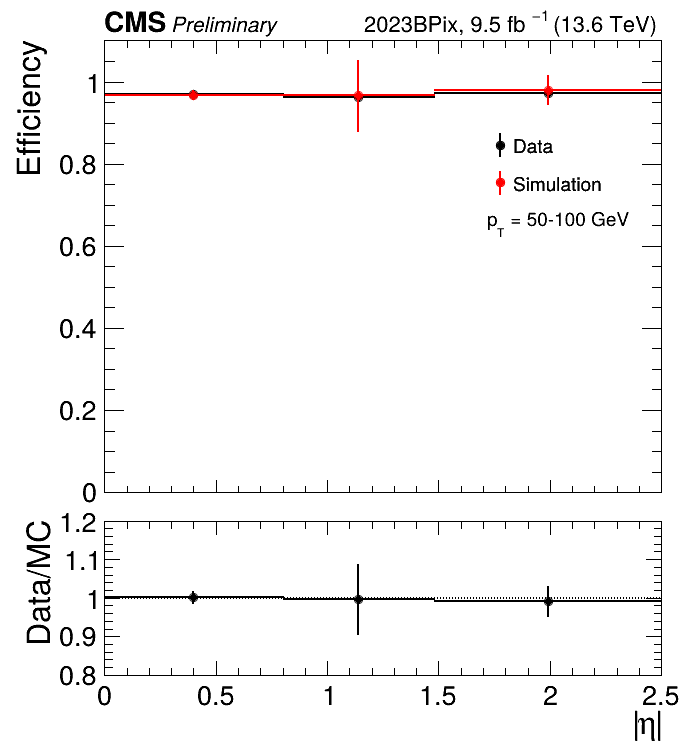 CMS Preliminary 2023BPix, 9.5 fb⁻¹ (13.6 TeV)
Efficiency
1
0.8
0.6
0.4
0.2
0
Data
Simulation
p_T = 50-100 GeV
Data/MC
1.2
1.1
1
0.9
0.8
0 0.5 1 1.5 2 2.5
|η|